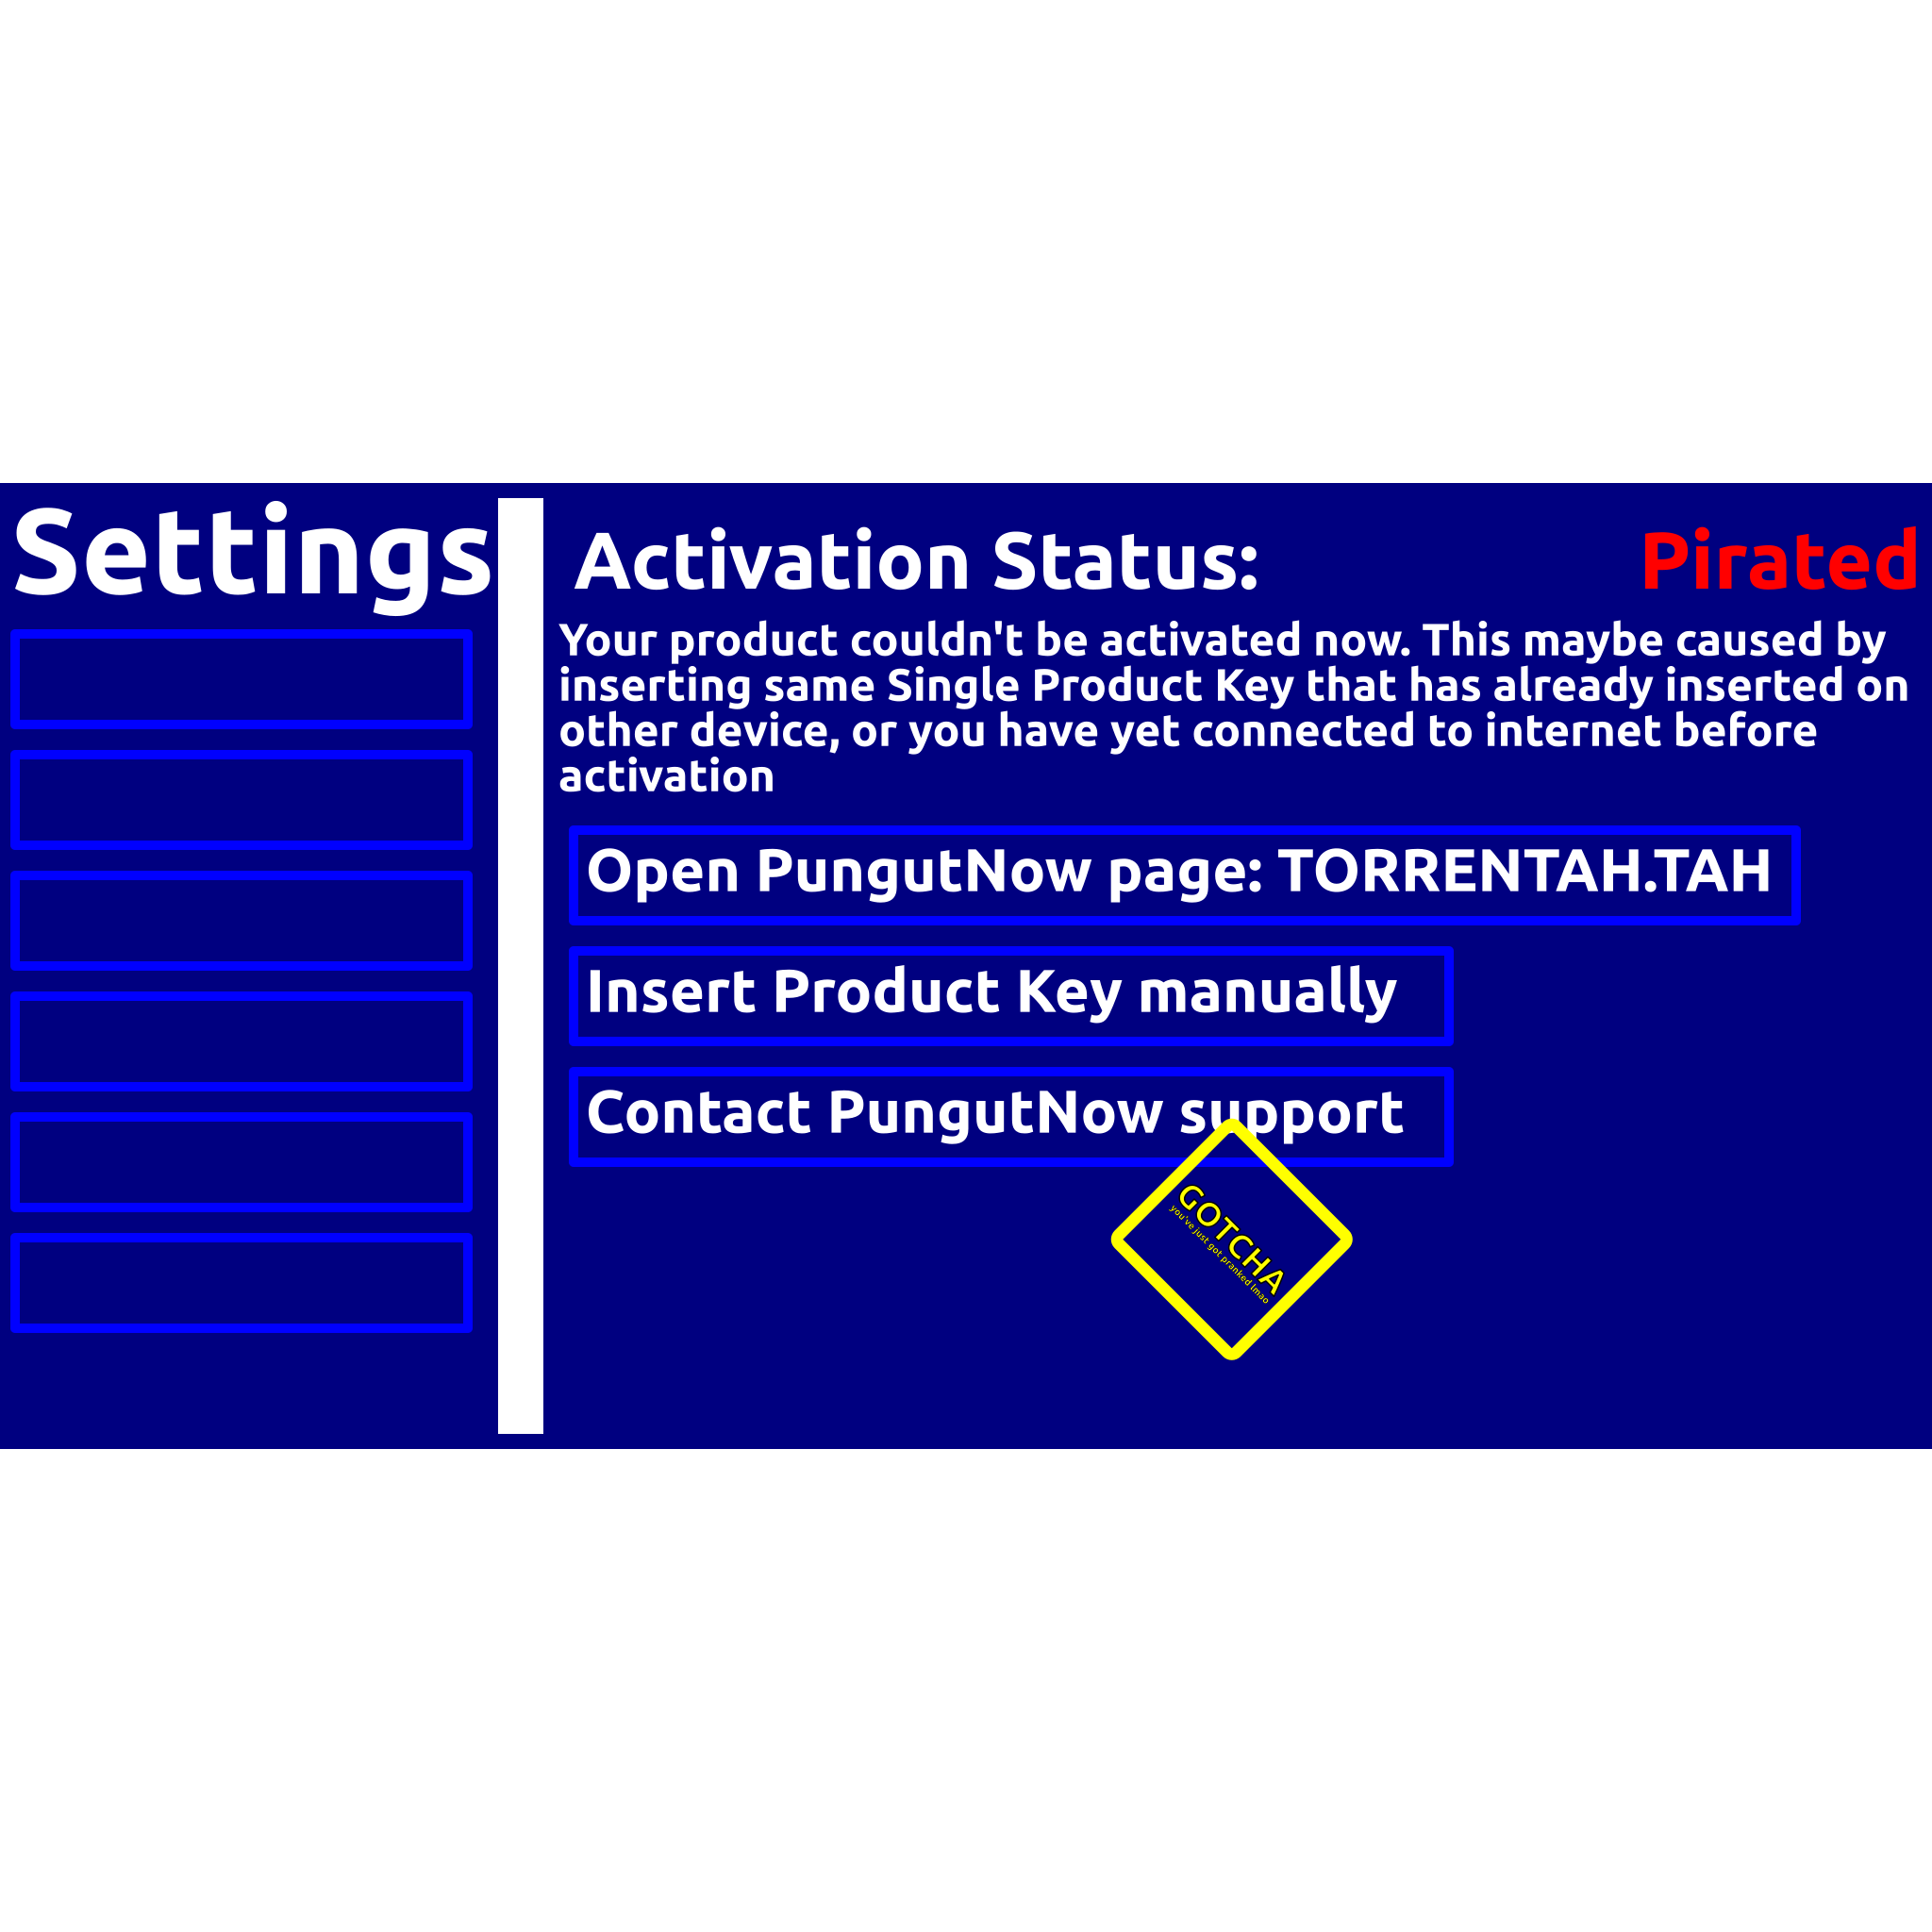 Settings
Activation Status:
Pirated
Your product couldn't be activated now. This maybe caused by
inserting same Single Product Key that has already inserted on
other device, or you have yet connected to internet before
activation
Open PungutNow page: TORRENTAH.TAH
Insert Product Key manually
Contact PungutNow support
GOTCHA
you've just got pranked lmao